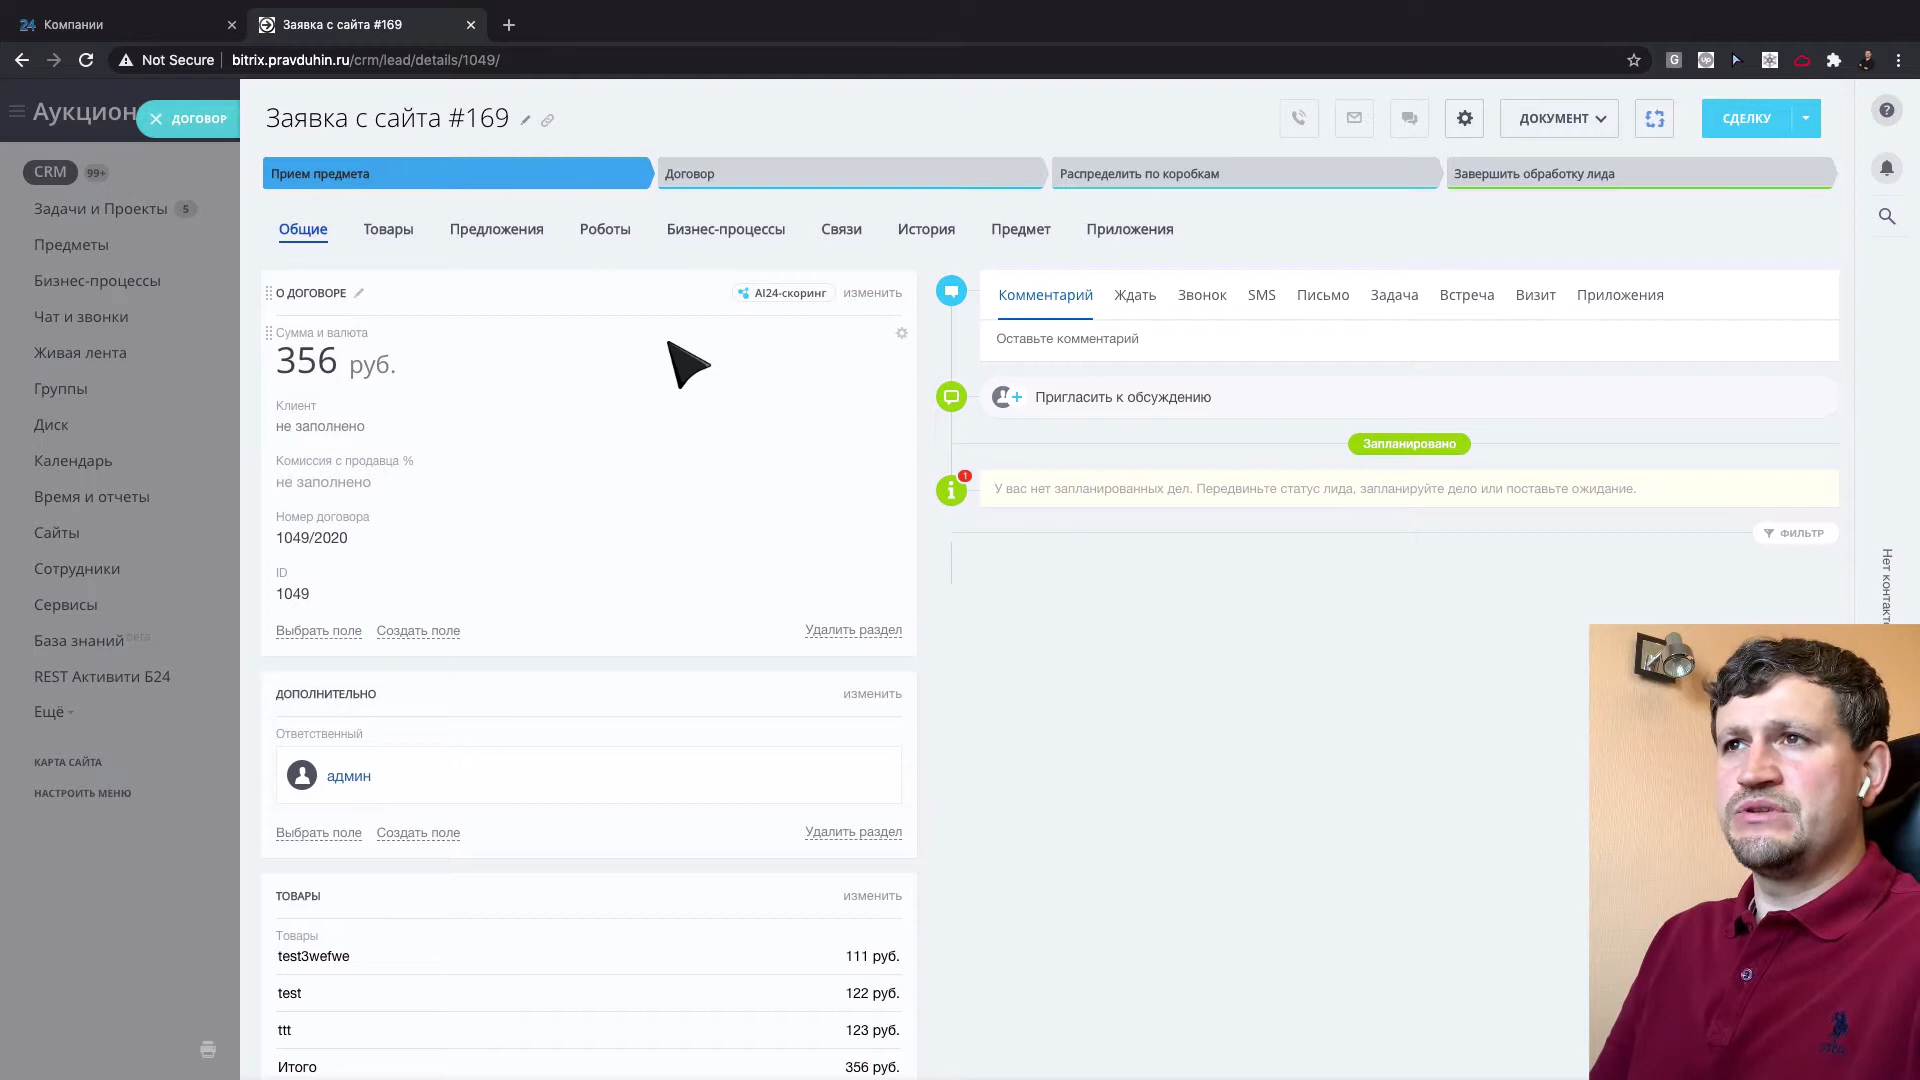 24 Компании
Заявка с сайта #169
Not Secure
bitrix.pravduhin.ru/crm/lead/details/1049/
Аукцион
ДОГОВОР
Заявка с сайта #169
ДОКУМЕНТ
СДЕЛКУ
CRM 99+
Задачи и Проекты 5
Предметы
Бизнес-процессы
Чат и звонки
Живая лента
Группы
Диск
Календарь
Время и отчеты
Сайты
Сотрудники
Сервисы
База знаний beta
REST Активити Б24
Ещё
КАРТА САЙТА
НАСТРОИТЬ МЕНЮ
Прием предмета
Договор
Распределить по коробкам
Завершить обработку лида
Общие
Товары
Предложения
Роботы
Бизнес-процессы
Связи
История
Предмет
Приложения
О ДОГОВОРЕ
AI24-скоринг
изменить
Сумма и валюта
356 руб.
Клиент
не заполнено
Комиссия с продавца %
не заполнено
Номер договора
1049/2020
ID
1049
Выбрать поле
Создать поле
Удалить раздел
ДОПОЛНИТЕЛЬНО
изменить
Ответственный
админ
Выбрать поле
Создать поле
Удалить раздел
ТОВАРЫ
изменить
Товары
test3wefwe 111 руб.
test 122 руб.
ttt 123 руб.
Итого 356 руб.
Комментарий
Ждать
Звонок
SMS
Письмо
Задача
Встреча
Визит
Приложения
Оставьте комментарий
Пригласить к обсуждению
Запланировано
1
У вас нет запланированных дел. Передвиньте статус лида, запланируйте дело или поставьте ожидание.
ФИЛЬТР